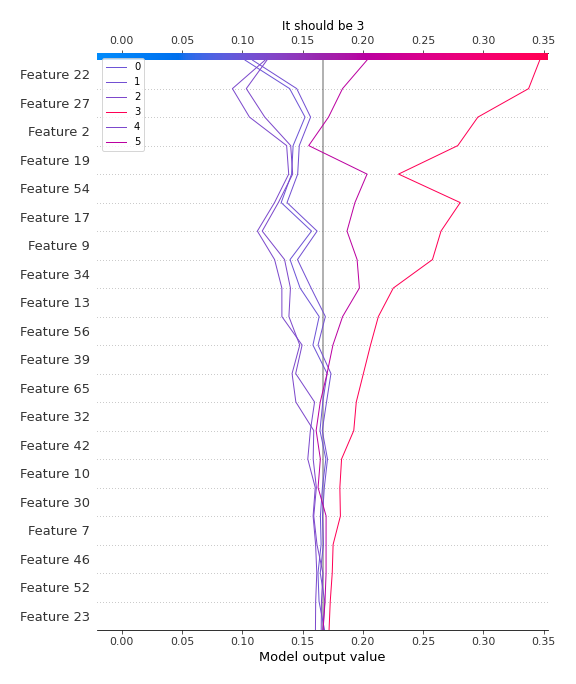 It should be 3
0.00 0.05 0.10 0.15 0.20 0.25 0.30 0.35
0
1
2
3
4
5
Feature 22
Feature 27
Feature 2
Feature 19
Feature 54
Feature 17
Feature 9
Feature 34
Feature 13
Feature 56
Feature 39
Feature 65
Feature 32
Feature 42
Feature 10
Feature 30
Feature 7
Feature 46
Feature 52
Feature 23
0.00 0.05 0.10 0.15 0.20 0.25 0.30 0.35
Model output value